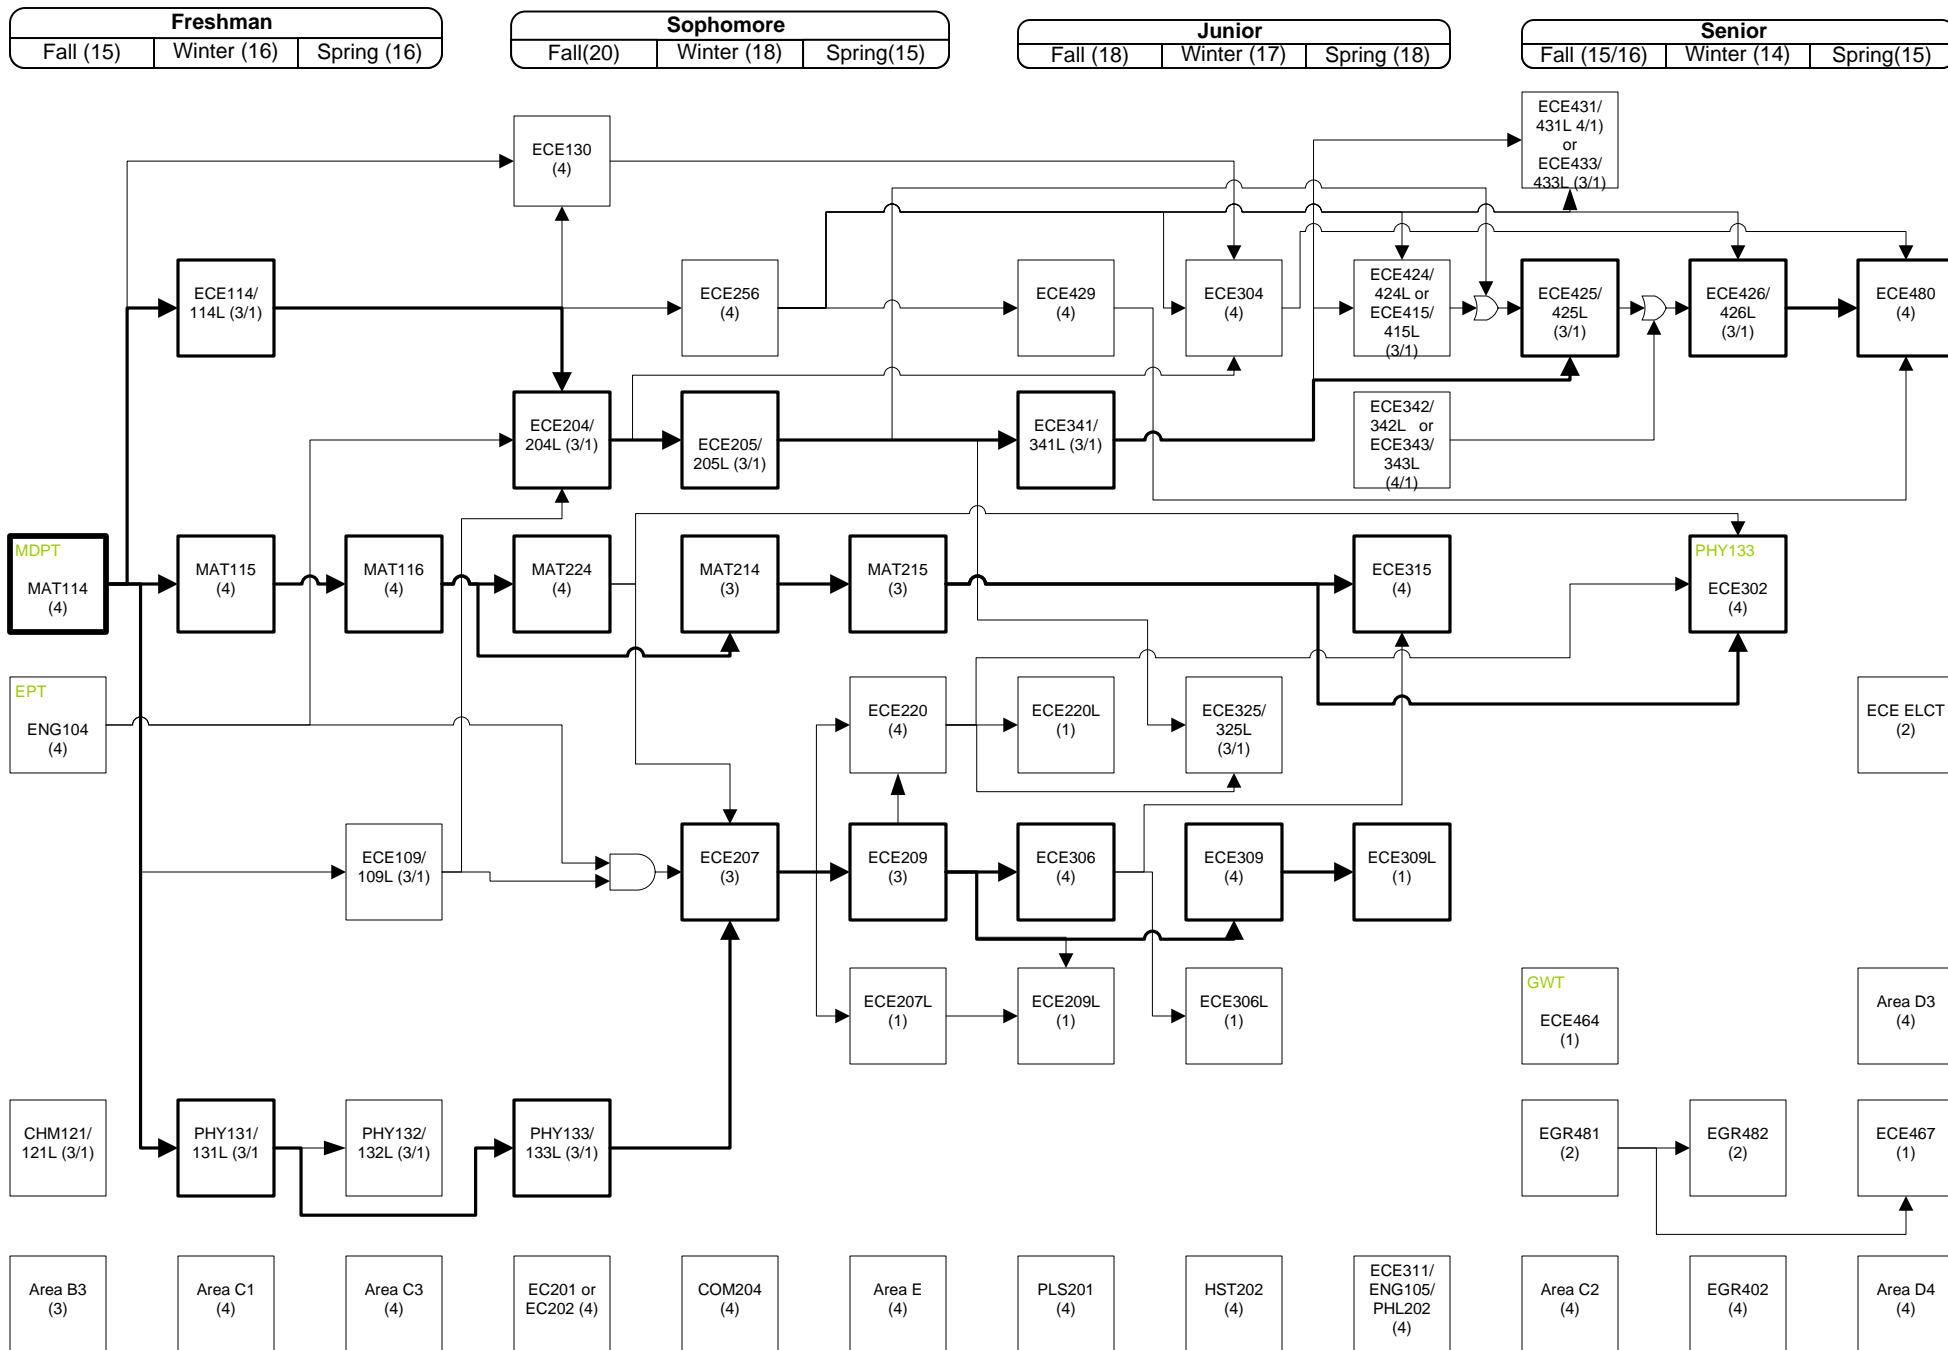 Freshman
Fall (15)
Winter (16)
Spring (16)
Sophomore
Fall(20)
Winter (18)
Spring(15)
Junior
Fall (18)
Winter (17)
Spring (18)
Senior
Fall (15/16)
Winter (14)
Spring(15)
ECE130
(4)
ECE431/
431L 4/1)
or
ECE433/
433L (3/1)
ECE114/
114L (3/1)
ECE256
(4)
ECE429
(4)
ECE304
(4)
ECE424/
424L or
ECE415/
415L
(3/1)
ECE425/
425L
(3/1)
ECE426/
426L
(3/1)
ECE480
(4)
ECE204/
204L (3/1)
ECE205/
205L (3/1)
ECE341/
341L (3/1)
ECE342/
342L or
ECE343/
343L
(4/1)
MDPT
MAT114
(4)
MAT115
(4)
MAT116
(4)
MAT224
(4)
MAT214
(3)
MAT215
(3)
ECE315
(4)
PHY133
ECE302
(4)
EPT
ENG104
(4)
ECE220
(4)
ECE220L
(1)
ECE325/
325L
(3/1)
ECE ELCT
(2)
ECE109/
109L (3/1)
ECE207
(3)
ECE209
(3)
ECE306
(4)
ECE309
(4)
ECE309L
(1)
ECE207L
(1)
ECE209L
(1)
ECE306L
(1)
GWT
ECE464
(1)
Area D3
(4)
CHM121/
121L (3/1)
PHY131/
131L (3/1
PHY132/
132L (3/1)
PHY133/
133L (3/1)
EGR481
(2)
EGR482
(2)
ECE467
(1)
Area B3
(3)
Area C1
(4)
Area C3
(4)
EC201 or
EC202 (4)
COM204
(4)
Area E
(4)
PLS201
(4)
HST202
(4)
ECE311/
ENG105/
PHL202
(4)
Area C2
(4)
EGR402
(4)
Area D4
(4)